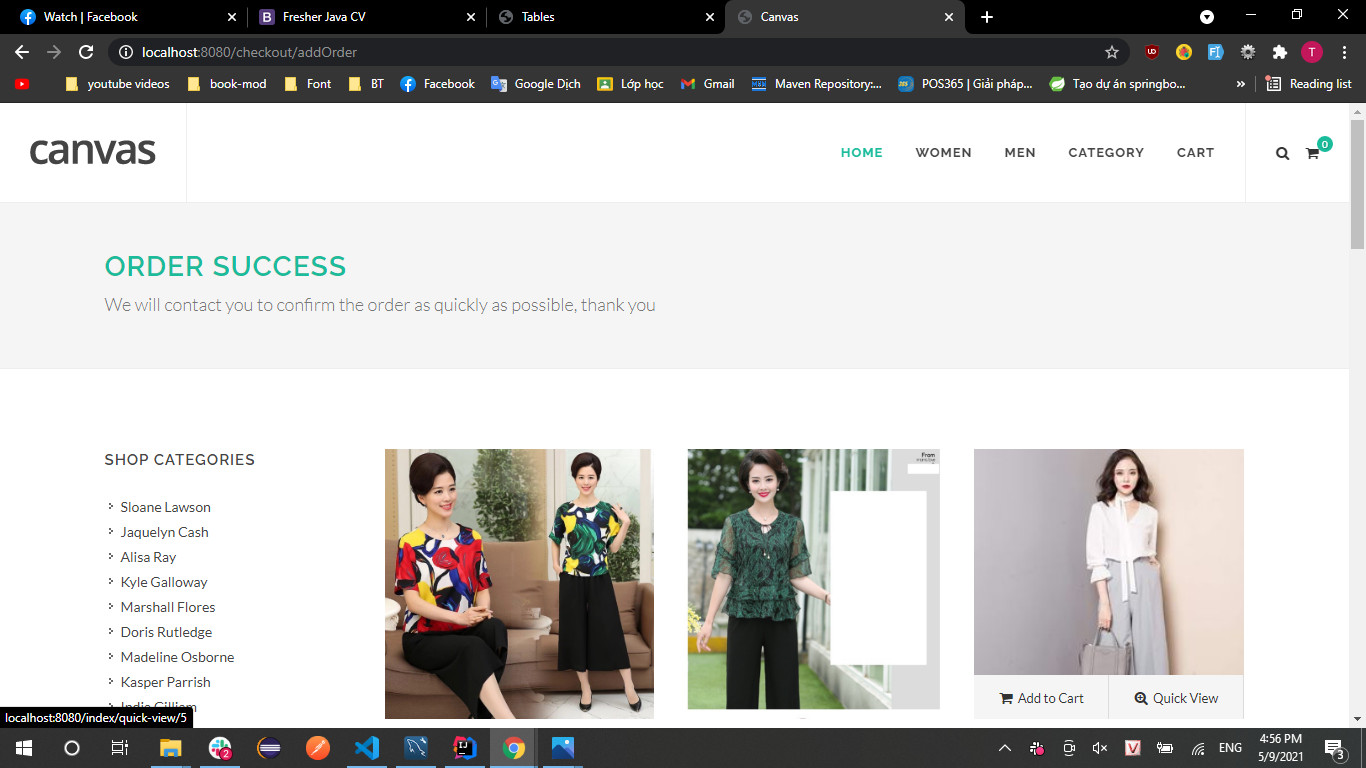 Watch | Facebook
Fresher Java CV
Tables
Canvas
localhost:8080/checkout/addOrder
youtube videos
book-mod
Font
BT
Facebook
Google Dịch
Lớp học
Gmail
Maven Repository:...
POS365 | Giải pháp...
Tạo dự án springbo...
»
Reading list
canvas
HOME
WOMEN
MEN
CATEGORY
CART
0
ORDER SUCCESS
We will contact you to confirm the order as quickly as possible, thank you
SHOP CATEGORIES
Sloane Lawson
Jaquelyn Cash
Alisa Ray
Kyle Galloway
Marshall Flores
Doris Rutledge
Madeline Osborne
Kasper Parrish
Indie Gilliam
From
Add to Cart
Quick View
localhost:8080/index/quick-view/5
2
ENG
4:56 PM
5/9/2021
3